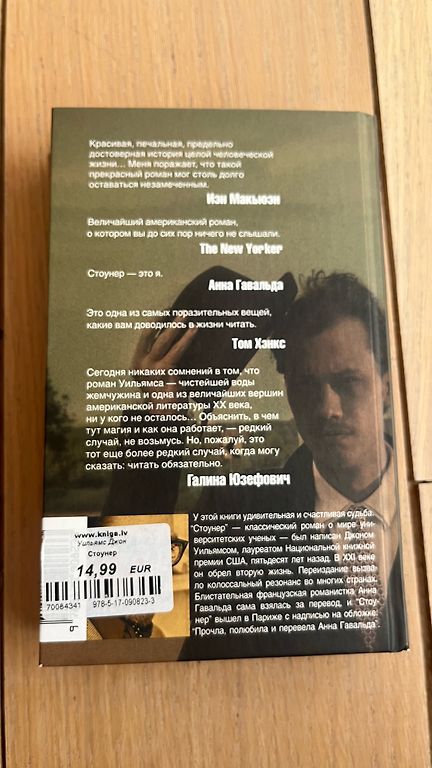 Красивая, печальная, предельно
достоверная история целой человеческой
жизни... Меня поражает, что такой
прекрасный роман мог столь долго
оставаться незамеченным.
Иэн Макьюэн
Величайший американский роман,
о котором вы до сих пор ничего не слышали.
The New Yorker
Стоунер — это я.
Анна Гавальда
Это одна из самых поразительных вещей,
какие вам доводилось в жизни читать.
Том Хэнкс
Сегодня никаких сомнений в том, что
роман Уильямса — чистейшей воды
жемчужина и одна из величайших вершин
американской литературы XX века,
ни у кого не осталось... Объяснить, в чем
тут магия и как она работает, — редкий
случай, не возьмусь. Но, пожалуй, это
тот еще более редкий случай, когда могу
сказать: читать обязательно.
Галина Юзефович
У этой книги удивительная и счастливая судьба.
"Стоунер" — классический роман о мире уни-
верситетских ученых — был написан Джоном
Уильямсом, лауреатом Национальной книжной
премии США, пятьдесят лет назад. В XXI веке
он обрел вторую жизнь. Переиздание вызва-
ло колоссальный резонанс во многих странах.
Блистательная французская романистка Анна
Гавальда сама взялась за перевод, и "Стоу-
нер" вышел в Париже с надписью на обложке:
"Прочла, полюбила и перевела Анна Гавальда".
www.kniga.lv
Уильямс Джон
Стоунер
14,99 EUR
70084341 978-5-17-090823-3